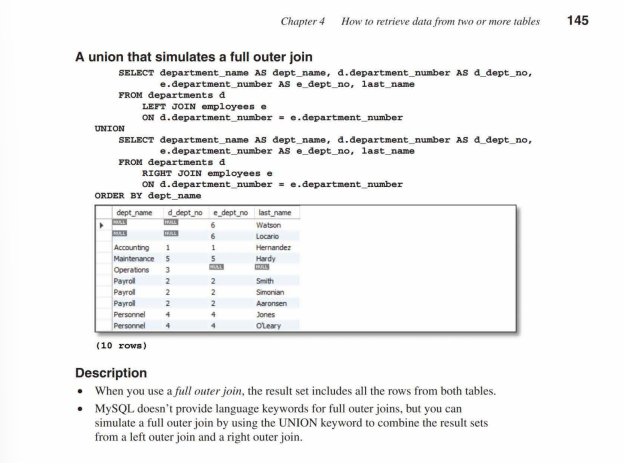 Chapter 4 How to retrieve data from two or more tables 145
A union that simulates a full outer join
SELECT department_name AS dept_name, d.department_number AS d_dept_no,
e.department_number AS e_dept_no, last_name
FROM departments d
LEFT JOIN employees e
ON d.department_number = e.department_number
UNION
SELECT department_name AS dept_name, d.department_number AS d_dept_no,
e.department_number AS e_dept_no, last_name
FROM departments d
RIGHT JOIN employees e
ON d.department_number = e.department_number
ORDER BY dept_name
dept_name d_dept_no e_dept_no last_name
NULL NULL 6 Watson
NULL NULL 6 Locario
Accounting 1 1 Hernandez
Maintenance 5 5 Hardy
Operations 3 NULL NULL
Payroll 2 2 Smith
Payroll 2 2 Simonian
Payroll 2 2 Aaronsen
Personnel 4 4 Jones
Personnel 4 4 O'Leary
(10 rows)
Description
• When you use a full outer join, the result set includes all the rows from both tables.
• MySQL doesn't provide language keywords for full outer joins, but you can
simulate a full outer join by using the UNION keyword to combine the result sets
from a left outer join and a right outer join.